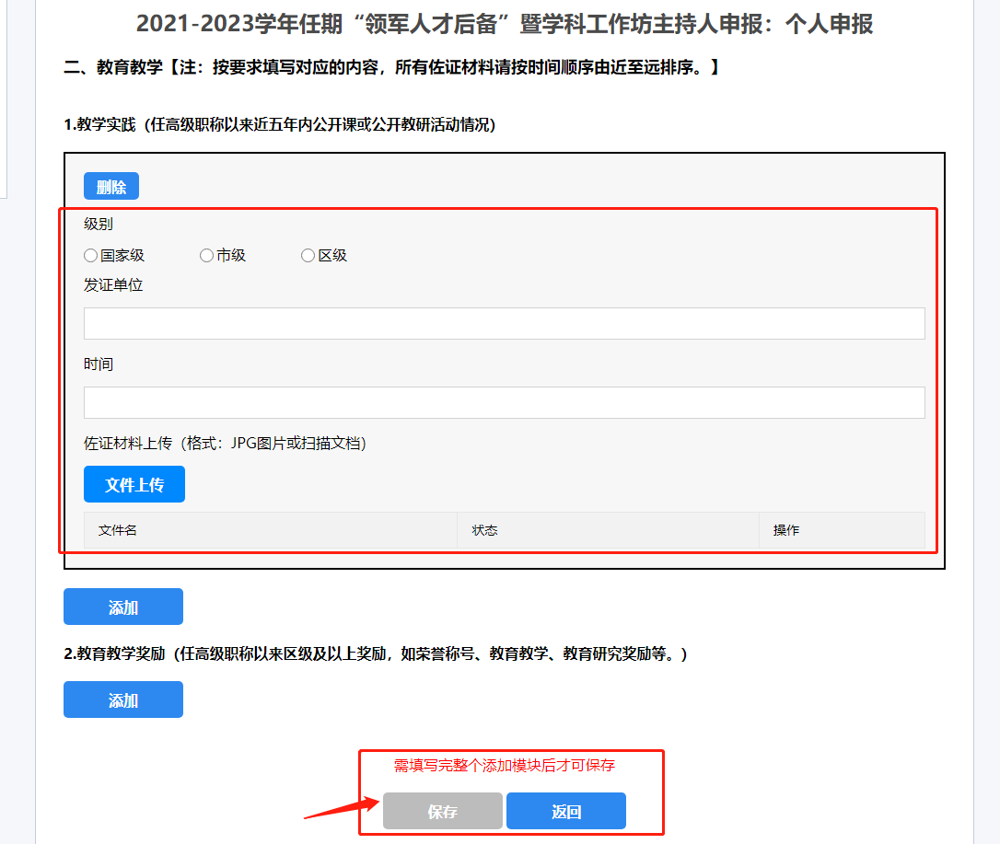 2021-2023学年任期“领军人才后备”暨学科工作坊主持人申报：个人申报
二、教育教学【注：按要求填写对应的内容，所有佐证材料请按时间顺序由近至远排序。】
1.教学实践（任高级职称以来近五年内公开课或公开教研活动情况）
删除
级别
国家级 市级 区级
发证单位
时间
佐证材料上传（格式：JPG图片或扫描文档）
文件上传
文件名 状态 操作
添加
2.教育教学奖励（任高级职称以来区级及以上奖励，如荣誉称号、教育教学、教育研究奖励等。）
添加
需填写完整个添加模块后才可保存
保存 返回